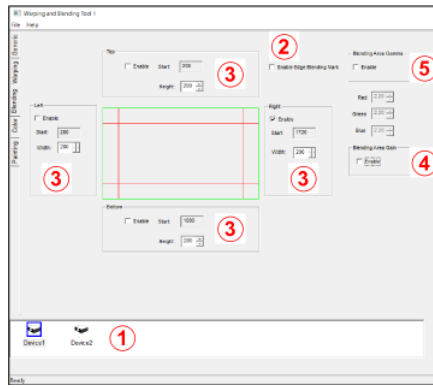 Warping and Blending Tool 1
File Help
Generic
Warping
Blending
Color
Painting
Top
Enable Start 200
Height: 200
3
2
Enable Edge Blending Mark
Blending Area Gamma
Enable
5
Red 2.20
Green 2.20
Blue 2.20
Blending Area Gain
Enable
4
Left
Enable
Start: 200
Width: 200
3
Right
Enable
Start 1720
Width: 200
3
Bottom
Enable Start
Height 200
3
Device1
Device2
1
Ready